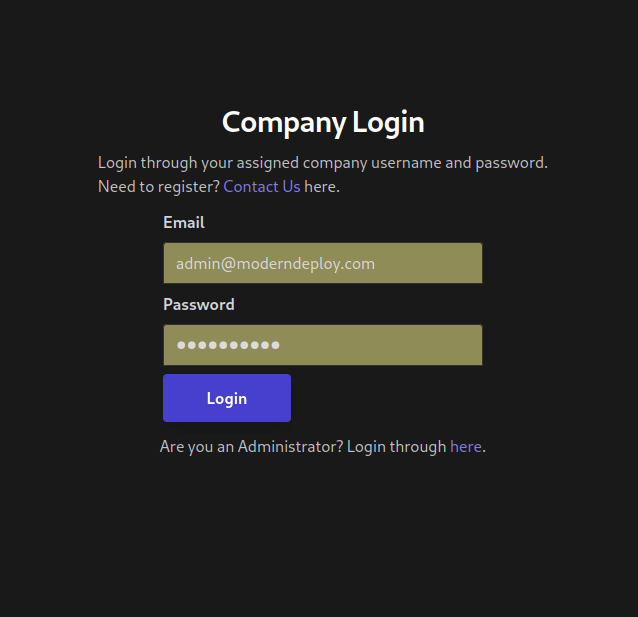 Company Login
Login through your assigned company username and password.
Need to register? Contact Us here.
Email
admin@moderndeploy.com
Password
●●●●●●●●●●
Login
Are you an Administrator? Login through here.